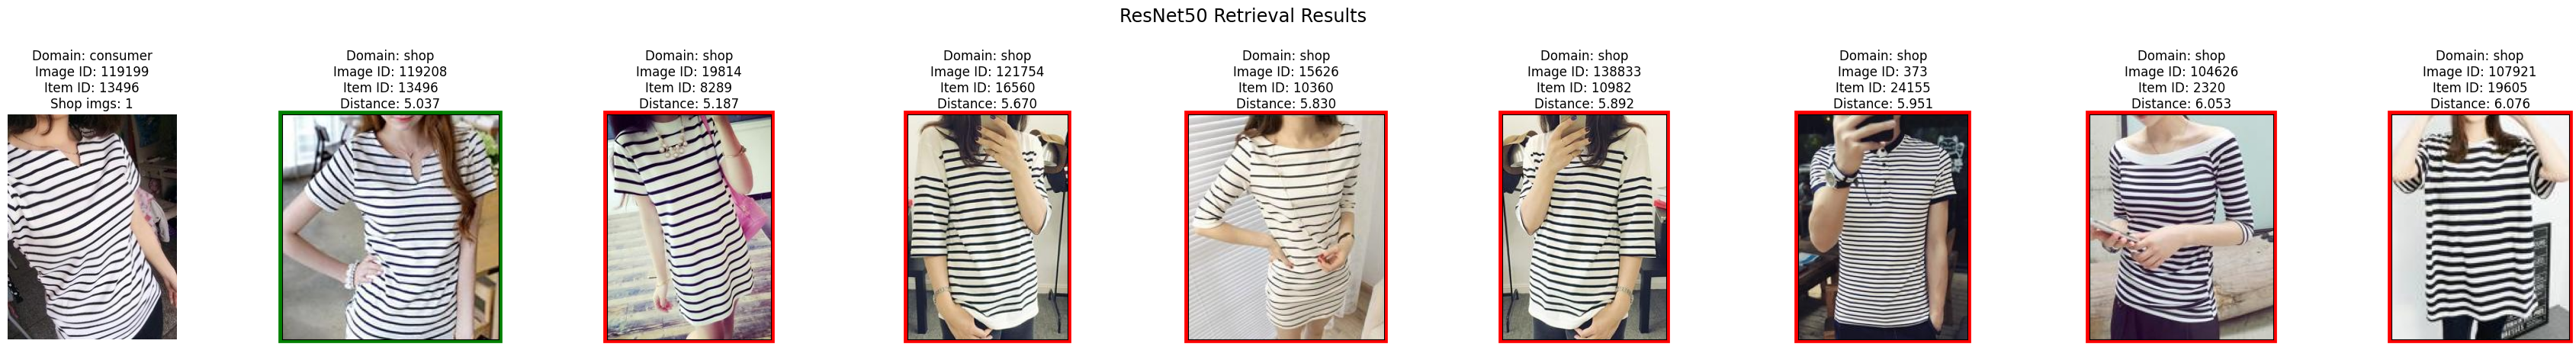 ResNet50 Retrieval Results
Domain: consumer
Image ID: 119199
Item ID: 13496
Shop imgs: 1
Domain: shop
Image ID: 119208
Item ID: 13496
Distance: 5.037
Domain: shop
Image ID: 19814
Item ID: 8289
Distance: 5.187
Domain: shop
Image ID: 121754
Item ID: 16560
Distance: 5.670
Domain: shop
Image ID: 15626
Item ID: 10360
Distance: 5.830
Domain: shop
Image ID: 138833
Item ID: 10982
Distance: 5.892
Domain: shop
Image ID: 373
Item ID: 24155
Distance: 5.951
Domain: shop
Image ID: 104626
Item ID: 2320
Distance: 6.053
Domain: shop
Image ID: 107921
Item ID: 19605
Distance: 6.076